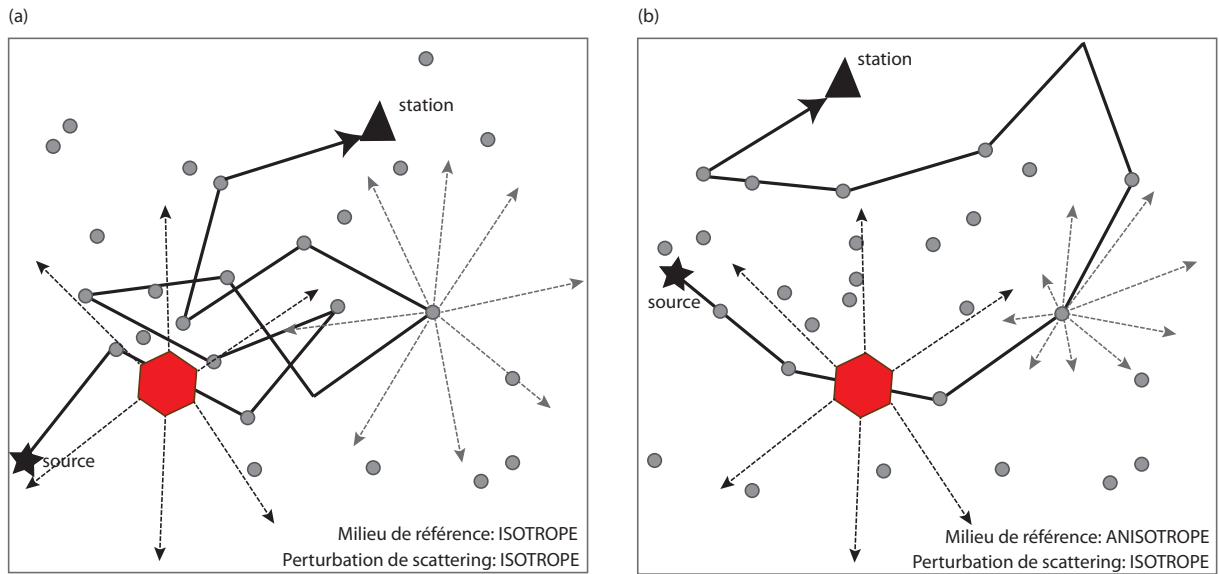 (a)
station
source
Milieu de référence: ISOTROPE
Perturbation de scattering: ISOTROPE
(b)
station
source
Milieu de référence: ANISOTROPE
Perturbation de scattering: ISOTROPE